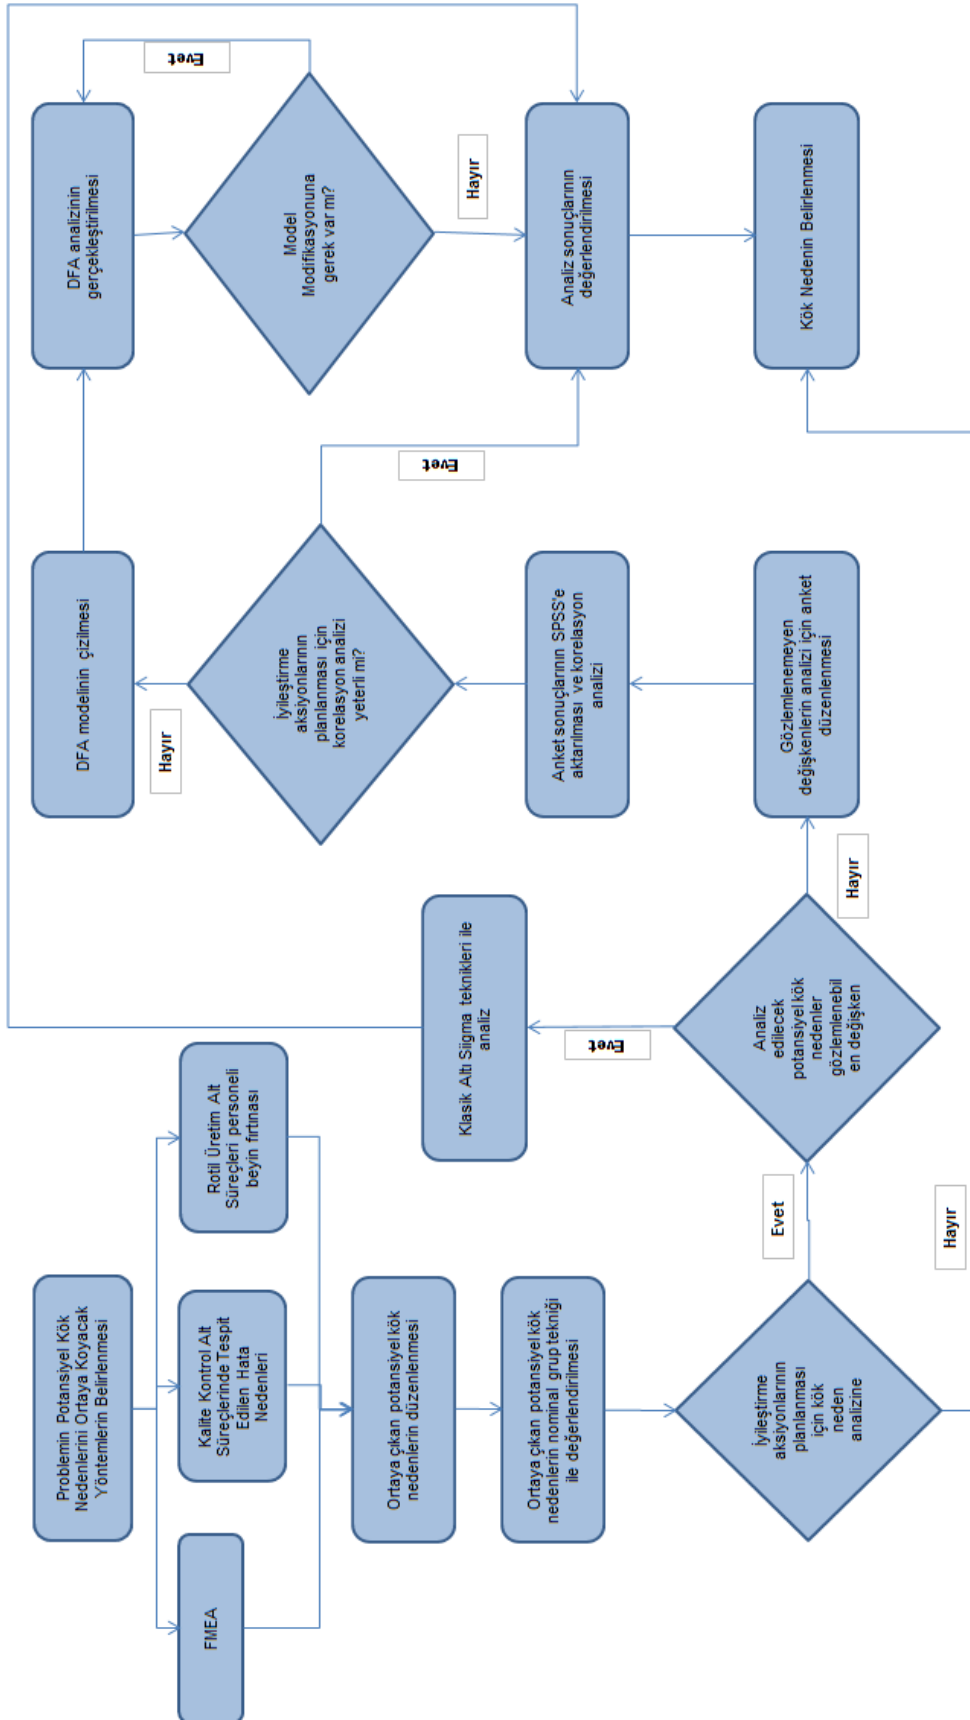 Problemin Potansiyel Kök
Nedenlerini Ortaya Koyacak
Yöntemlerin Belirlenmesi
FMEA
Kalite Kontrol Alt
Süreçlerinde Tespit
Edilen Hata
Nedenleri
Rotil Üretim Alt
Süreçleri personeli
beyin fırtınası
Ortaya çıkan potansiyel kök
nedenlerin düzenlenmesi
Ortaya çıkan potansiyel kök
nedenlerin nominal grup tekniği
ile değerlendirilmesi
İyileştirme
aksiyonlarının
planlanması
için kök
neden
analizine
Evet
Hayır
Analiz
edilecek
potansiyel kök
nedenler
gözlemlenebil
en değişken
Evet
Hayır
Klasik Altı Siigma teknikleri ile
analiz
Gözlemlenemeyen
değişkenlerin analizi için anket
düzenlenmesi
Anket sonuçlarının SPSS'e
aktarılması ve korelasyon
analizi
İyileştirme
aksiyonlarının
planlanması için
korelasyon analizi
yeterli mi?
Hayır
Evet
DFA modelinin çizilmesi
DFA analizinin
gerçekleştirilmesi
Model
Modifikasyonuna
gerek var mı?
Evet
Hayır
Analiz sonuçlarının
değerlendirilmesi
Kök Nedenin Belirlenmesi